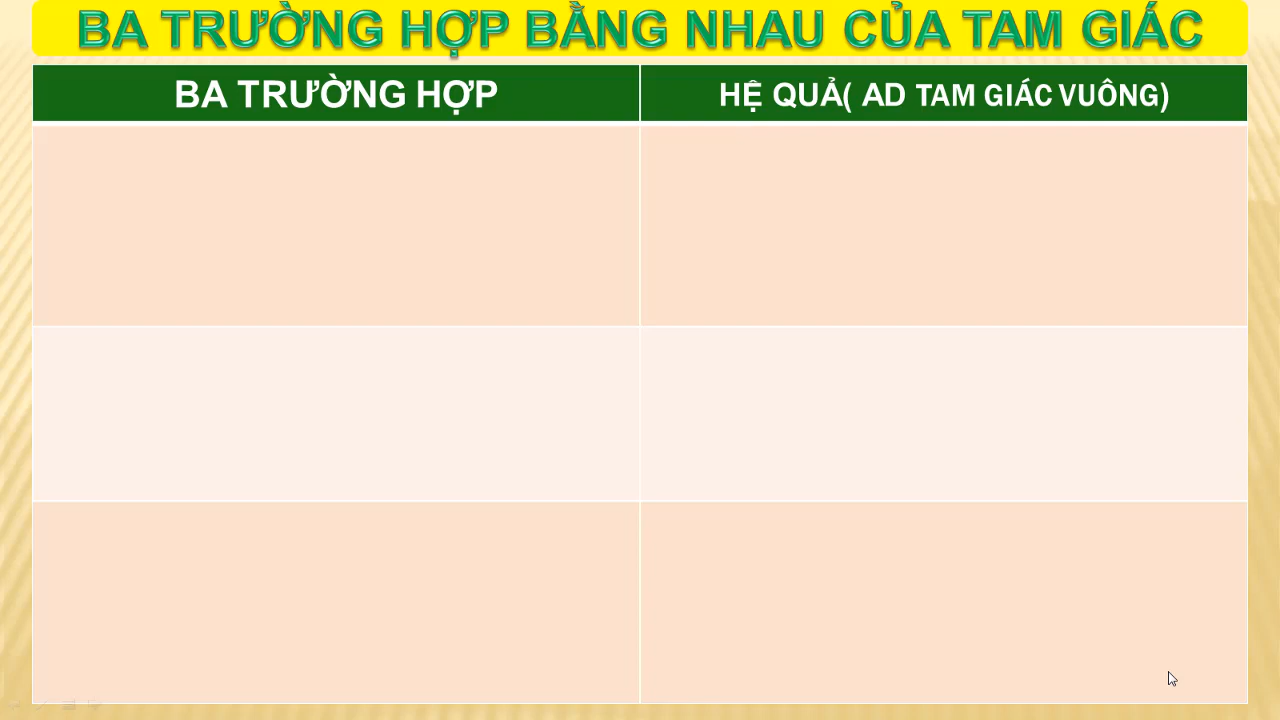 BA TRƯỜNG HỢP BẰNG NHAU CỦA TAM GIÁC
BA TRƯỜNG HỢP
HỆ QUẢ( AD TAM GIÁC VUÔNG)